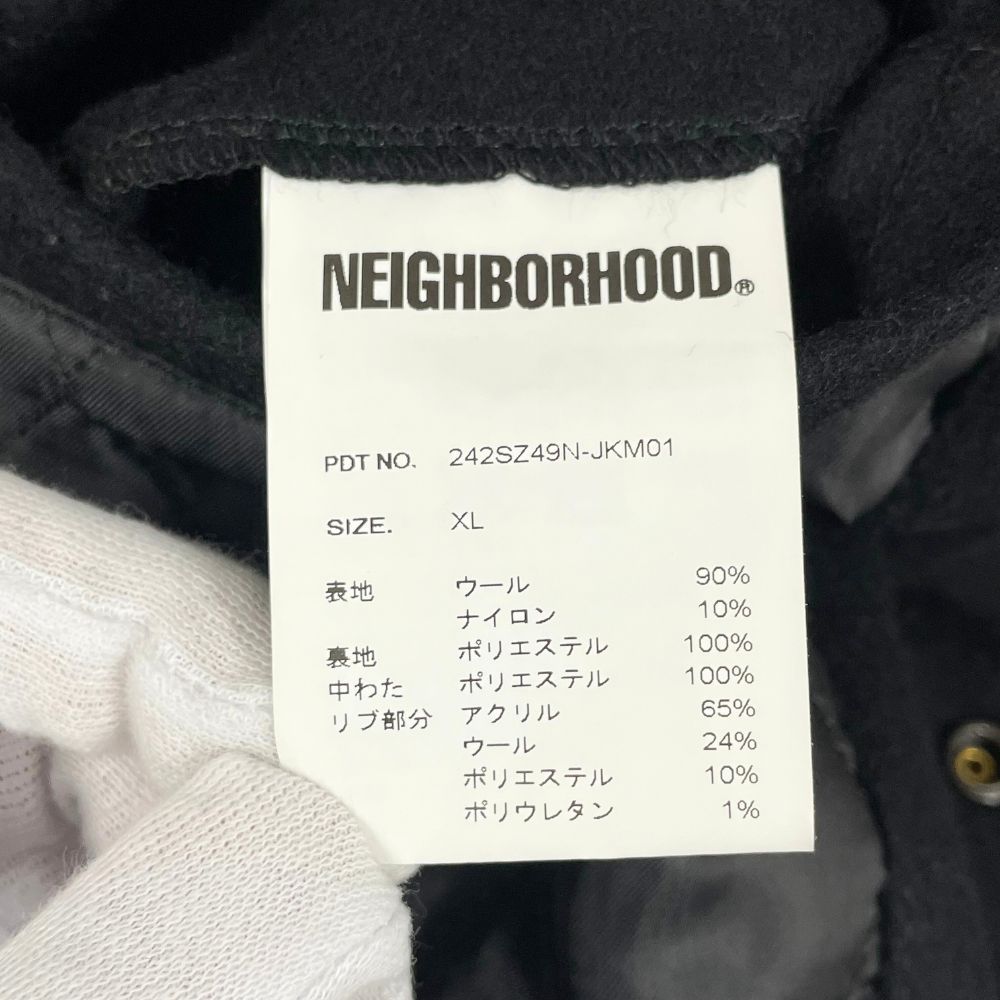 NEIGHBORHOOD®
PDT NO. 242SZ49N-JKM01
SIZE. XL
表地 ウール 90%
ナイロン 10%
裏地 ポリエステル 100%
中わた ポリエステル 100%
リブ部分 アクリル 65%
ウール 24%
ポリエステル 10%
ポリウレタン 1%